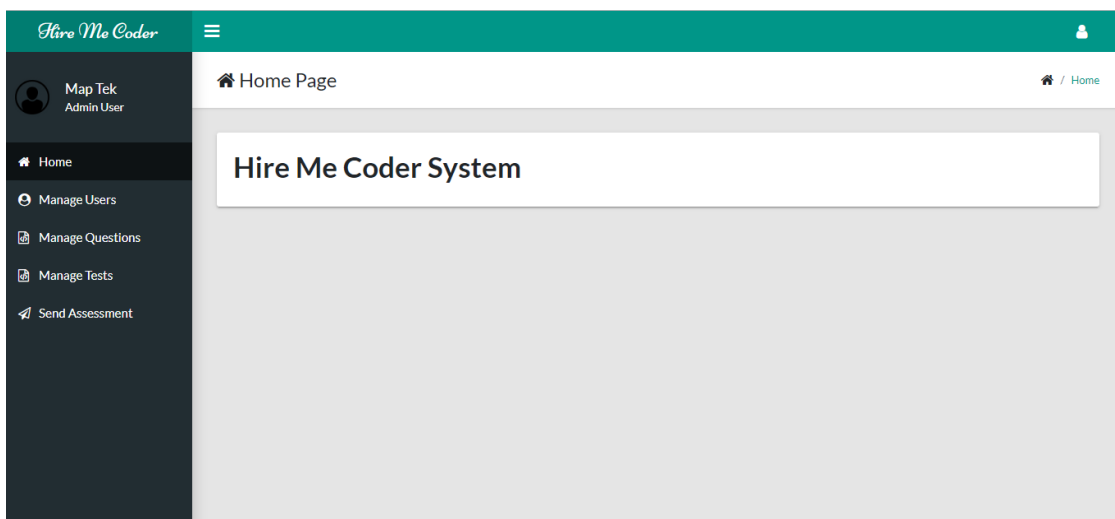 Hire Me Coder
Home Page
/ Home
Map Tek
Admin User
Home
Manage Users
Manage Questions
Manage Tests
Send Assessment
Hire Me Coder System